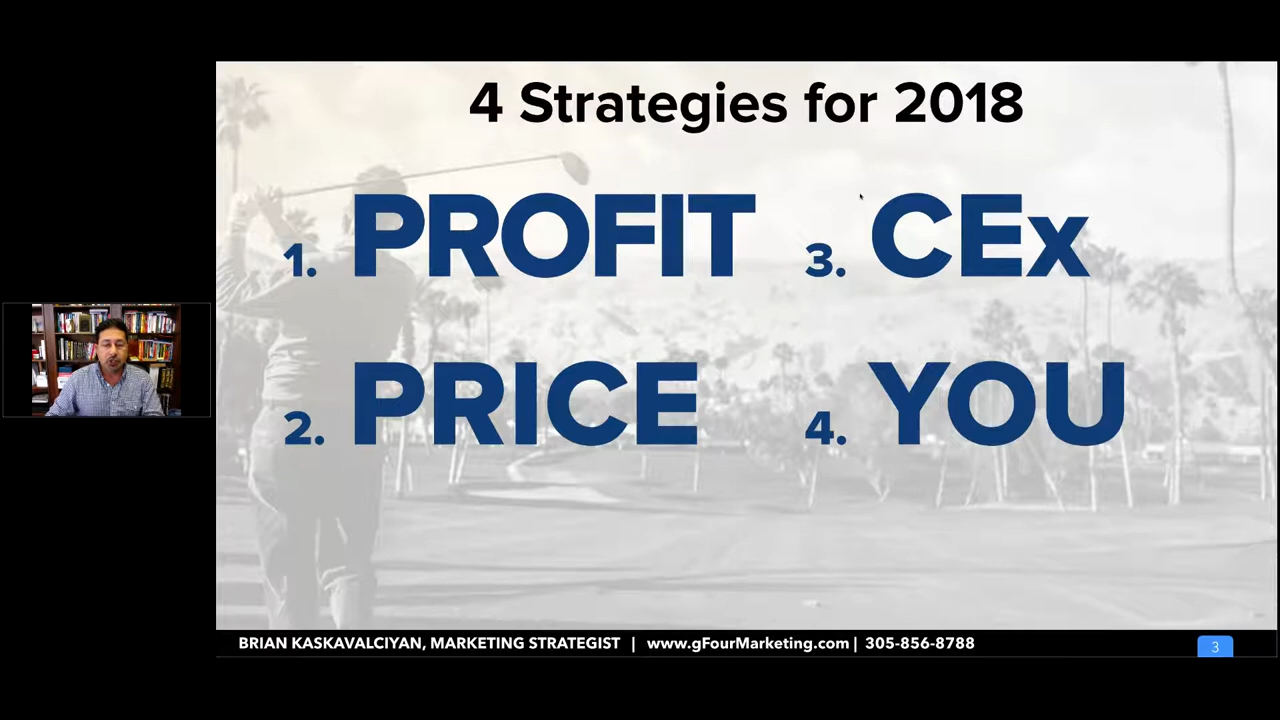 4 Strategies for 2018
1. PROFIT
2. PRICE
3. CEx
4. YOU
BRIAN KASKAVALCIYAN, MARKETING STRATEGIST | www.gFourMarketing.com | 305-856-8788
3